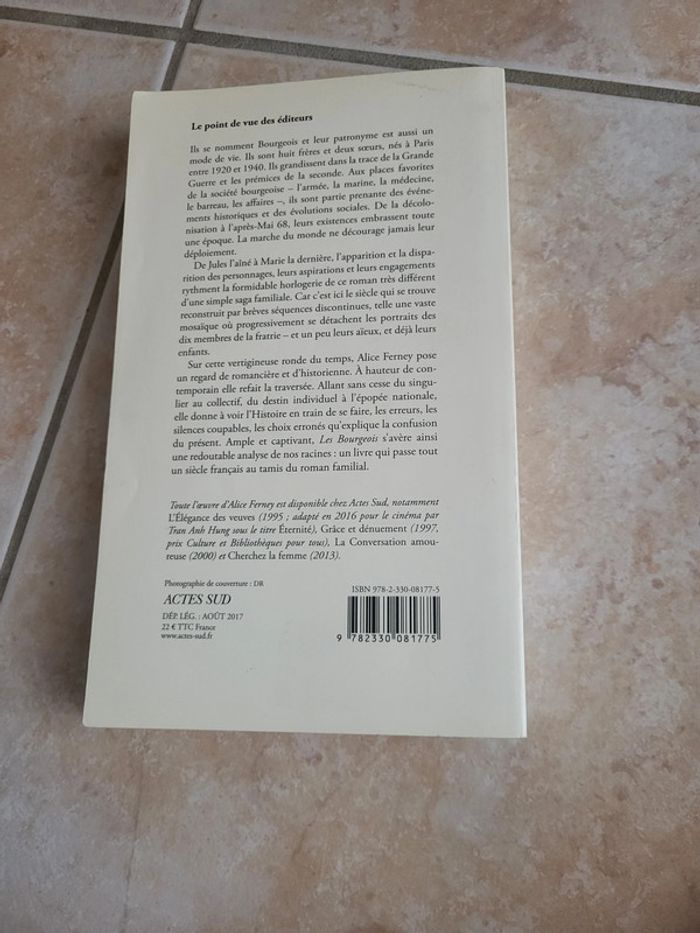 Le point de vue des éditeurs
Ils se nomment Bourgeois et leur patronyme est aussi un
mode de vie. Ils sont huit frères et deux sœurs, nés à Paris
entre 1920 et 1940. Ils grandissent dans la trace de la Grande
Guerre et les prémices de la seconde. Aux places favorites
de la société bourgeoise – l'armée, la marine, la médecine,
le barreau, les affaires –, ils sont partie prenante des événe-
ments historiques et des évolutions sociales. De la décolo-
nisation à l'après-Mai 68, leurs existences embrassent toute
une époque. La marche du monde ne décourage jamais leur
déploiement.
De Jules l'aîné à Marie la dernière, l'apparition et la dispa-
rition des personnages, leurs aspirations et leurs engagements
rythment la formidable horlogerie de ce roman très différent
d'une simple saga familiale. Car c'est ici le siècle qui se trouve
reconstruit par brèves séquences discontinues, telle une vaste
mosaïque où progressivement se détachent les portraits des
dix membres de la fratrie – et un peu leurs aïeux, et déjà leurs
enfants.
Sur cette vertigineuse ronde du temps, Alice Ferney pose
un regard de romancière et d'historienne. À hauteur de con-
temporain elle refait la traversée. Allant sans cesse du singu-
lier au collectif, du destin individuel à l'épopée nationale,
elle donne à voir l'Histoire en train de se faire, les erreurs, les
silences coupables, les choix erronés qu'explique la confusion
du présent. Ample et captivant, Les Bourgeois s'avère ainsi
une redoutable analyse de nos racines : un livre qui passe tout
un siècle français au tamis du roman familial.
Toute l'œuvre d'Alice Ferney est disponible chez Actes Sud, notamment
L'Élégance des veuves (1995 ; adapté en 2016 pour le cinéma par
Tran Anh Hung sous le titre Éternité), Grâce et dénuement (1997,
prix Culture et Bibliothèques pour tous), La Conversation amou-
reuse (2000) et Cherchez la femme (2013).
Photographie de couverture : DR
ACTES SUD
DÉP. LÉG. : AOÛT 2017
22 € TTC France
www.actes-sud.fr
ISBN 978-2-330-08177-5
9 782330 081775